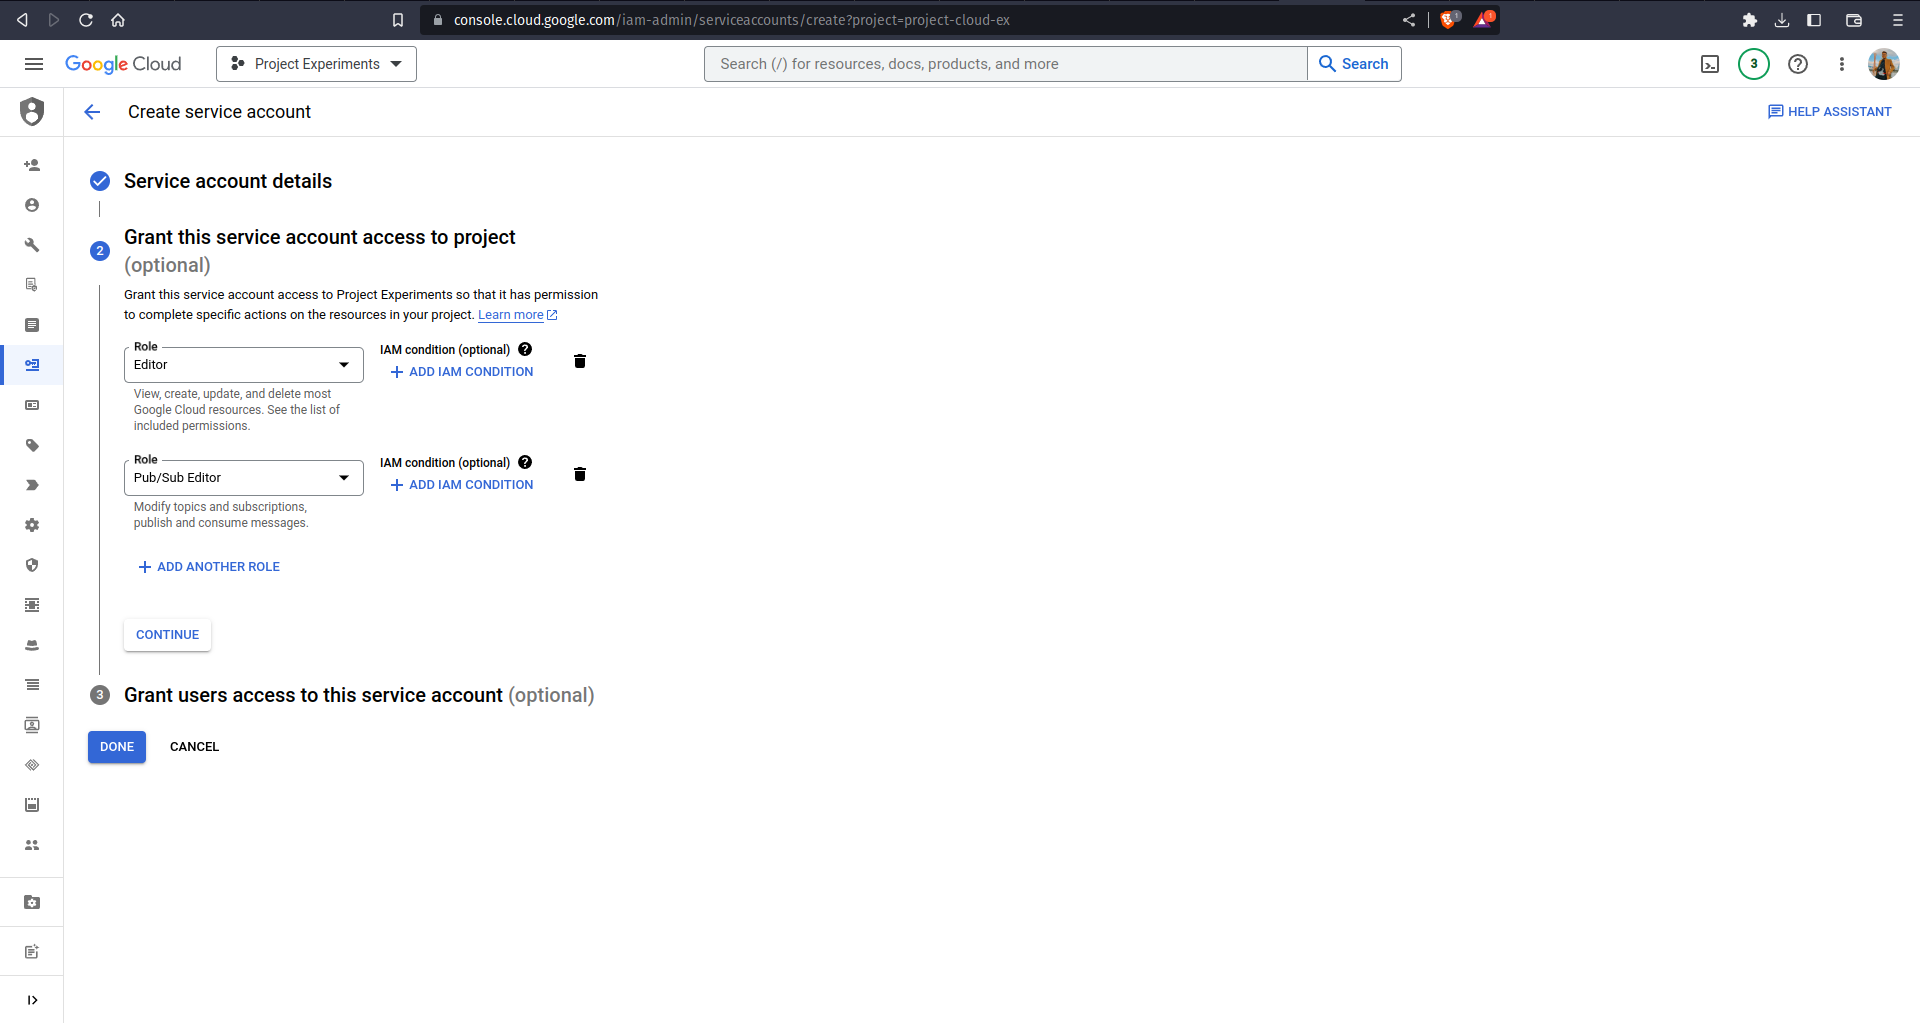 console.cloud.google.com/iam-admin/serviceaccounts/create?project=project-cloud-ex
1
1
Google Cloud
Project Experiments
Search (/) for resources, docs, products, and more
Search
3
Create service account
HELP ASSISTANT
Service account details
2
Grant this service account access to project
(optional)
Grant this service account access to Project Experiments so that it has permission
to complete specific actions on the resources in your project. Learn more
Role
Editor
IAM condition (optional)
ADD IAM CONDITION
View, create, update, and delete most
Google Cloud resources. See the list of
included permissions.
Role
Pub/Sub Editor
IAM condition (optional)
ADD IAM CONDITION
Modify topics and subscriptions,
publish and consume messages.
ADD ANOTHER ROLE
CONTINUE
3
Grant users access to this service account (optional)
DONE
CANCEL